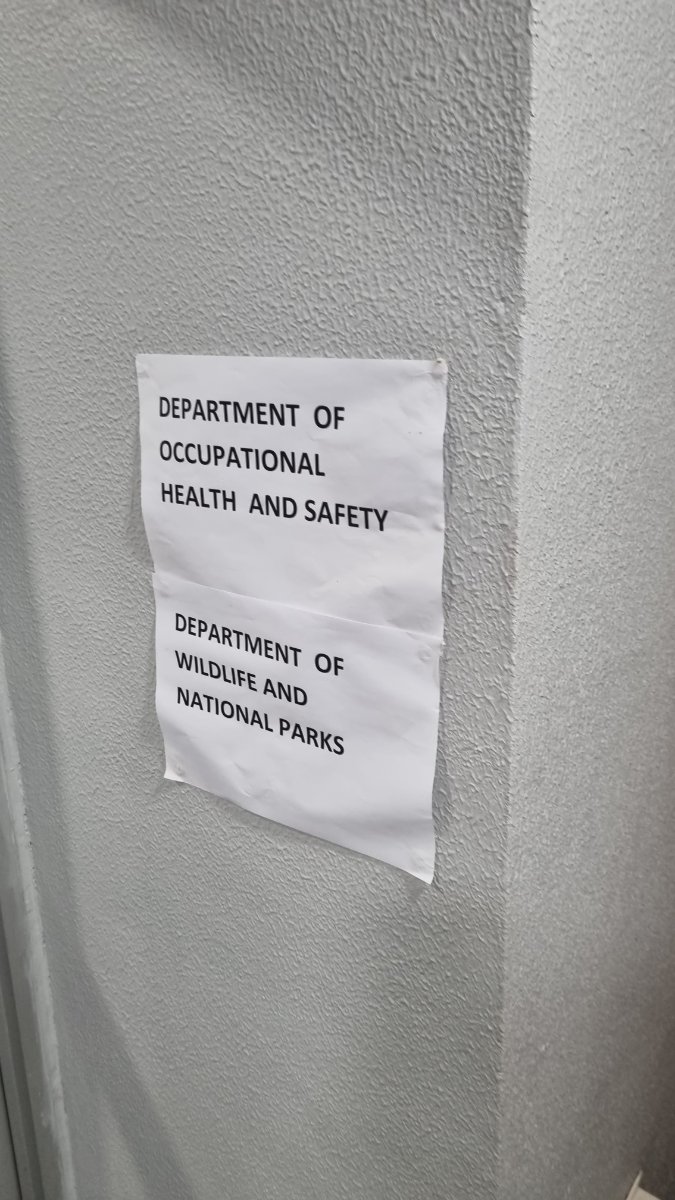 DEPARTMENT OF
OCCUPATIONAL
HEALTH AND SAFETY
DEPARTMENT OF
WILDLIFE AND
NATIONAL PARKS